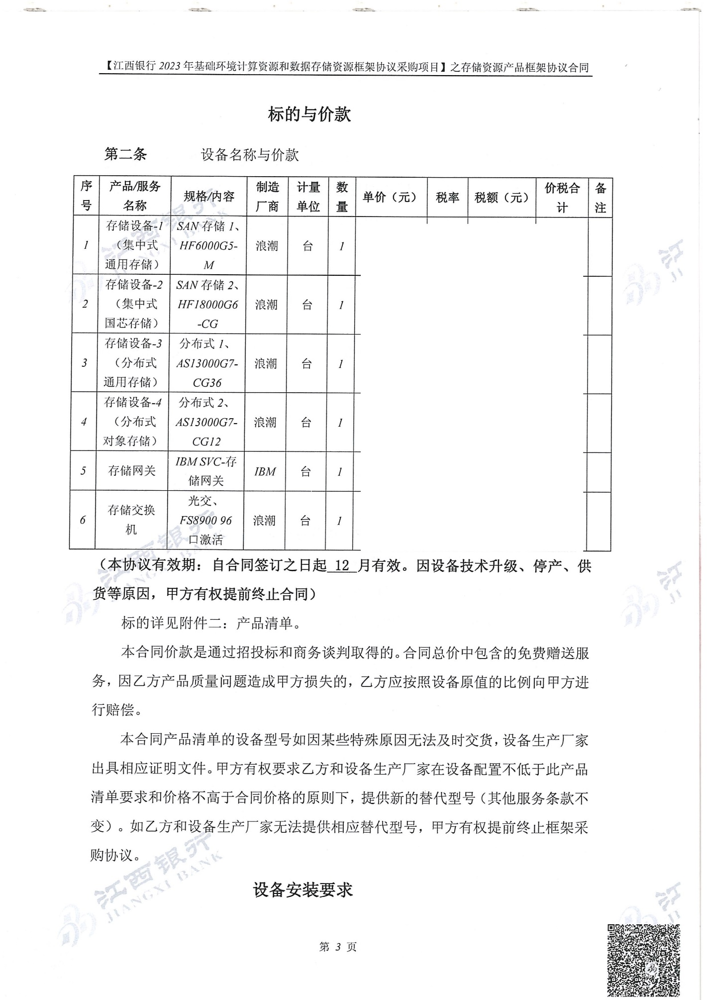 【江西银行 2023 年基础环境计算资源和数据存储资源框架协议采购项目】之存储资源产品框架协议合同
标的与价款
第二条 设备名称与价款
序号 产品/服务名称 规格/内容 制造厂商 计量单位 数量 单价（元） 税率 税额（元） 价税合计 备注
1 存储设备-1（集中式通用存储） SAN 存储 1、HF6000G5-M 浪潮 台 1
2 存储设备-2（集中式国芯存储） SAN 存储 2、HF18000G6-CG 浪潮 台 1
3 存储设备-3（分布式通用存储） 分布式 1、AS13000G7-CG36 浪潮 台 1
4 存储设备-4（分布式对象存储） 分布式 2、AS13000G7-CG12 浪潮 台 1
5 存储网关 IBM SVC-存储网关 IBM 台 1
6 存储交换机 光交、FS8900 96口激活 浪潮 台 1
（本协议有效期：自合同签订之日起 12 月有效。因设备技术升级、停产、供
货等原因，甲方有权提前终止合同）
标的详见附件二：产品清单。
本合同价款是通过招投标和商务谈判取得的。合同总价中包含的免费赠送服
务，因乙方产品质量问题造成甲方损失的，乙方应按照设备原值的比例向甲方进
行赔偿。
本合同产品清单的设备型号如因某些特殊原因无法及时交货，设备生产厂家
出具相应证明文件。甲方有权要求乙方和设备生产厂家在设备配置不低于此产品
清单要求和价格不高于合同价格的原则下，提供新的替代型号（其他服务条款不
变）。如乙方和设备生产厂家无法提供相应替代型号，甲方有权提前终止框架采
购协议。
设备安装要求
第 3 页
江西银行
JIANGXI BANK